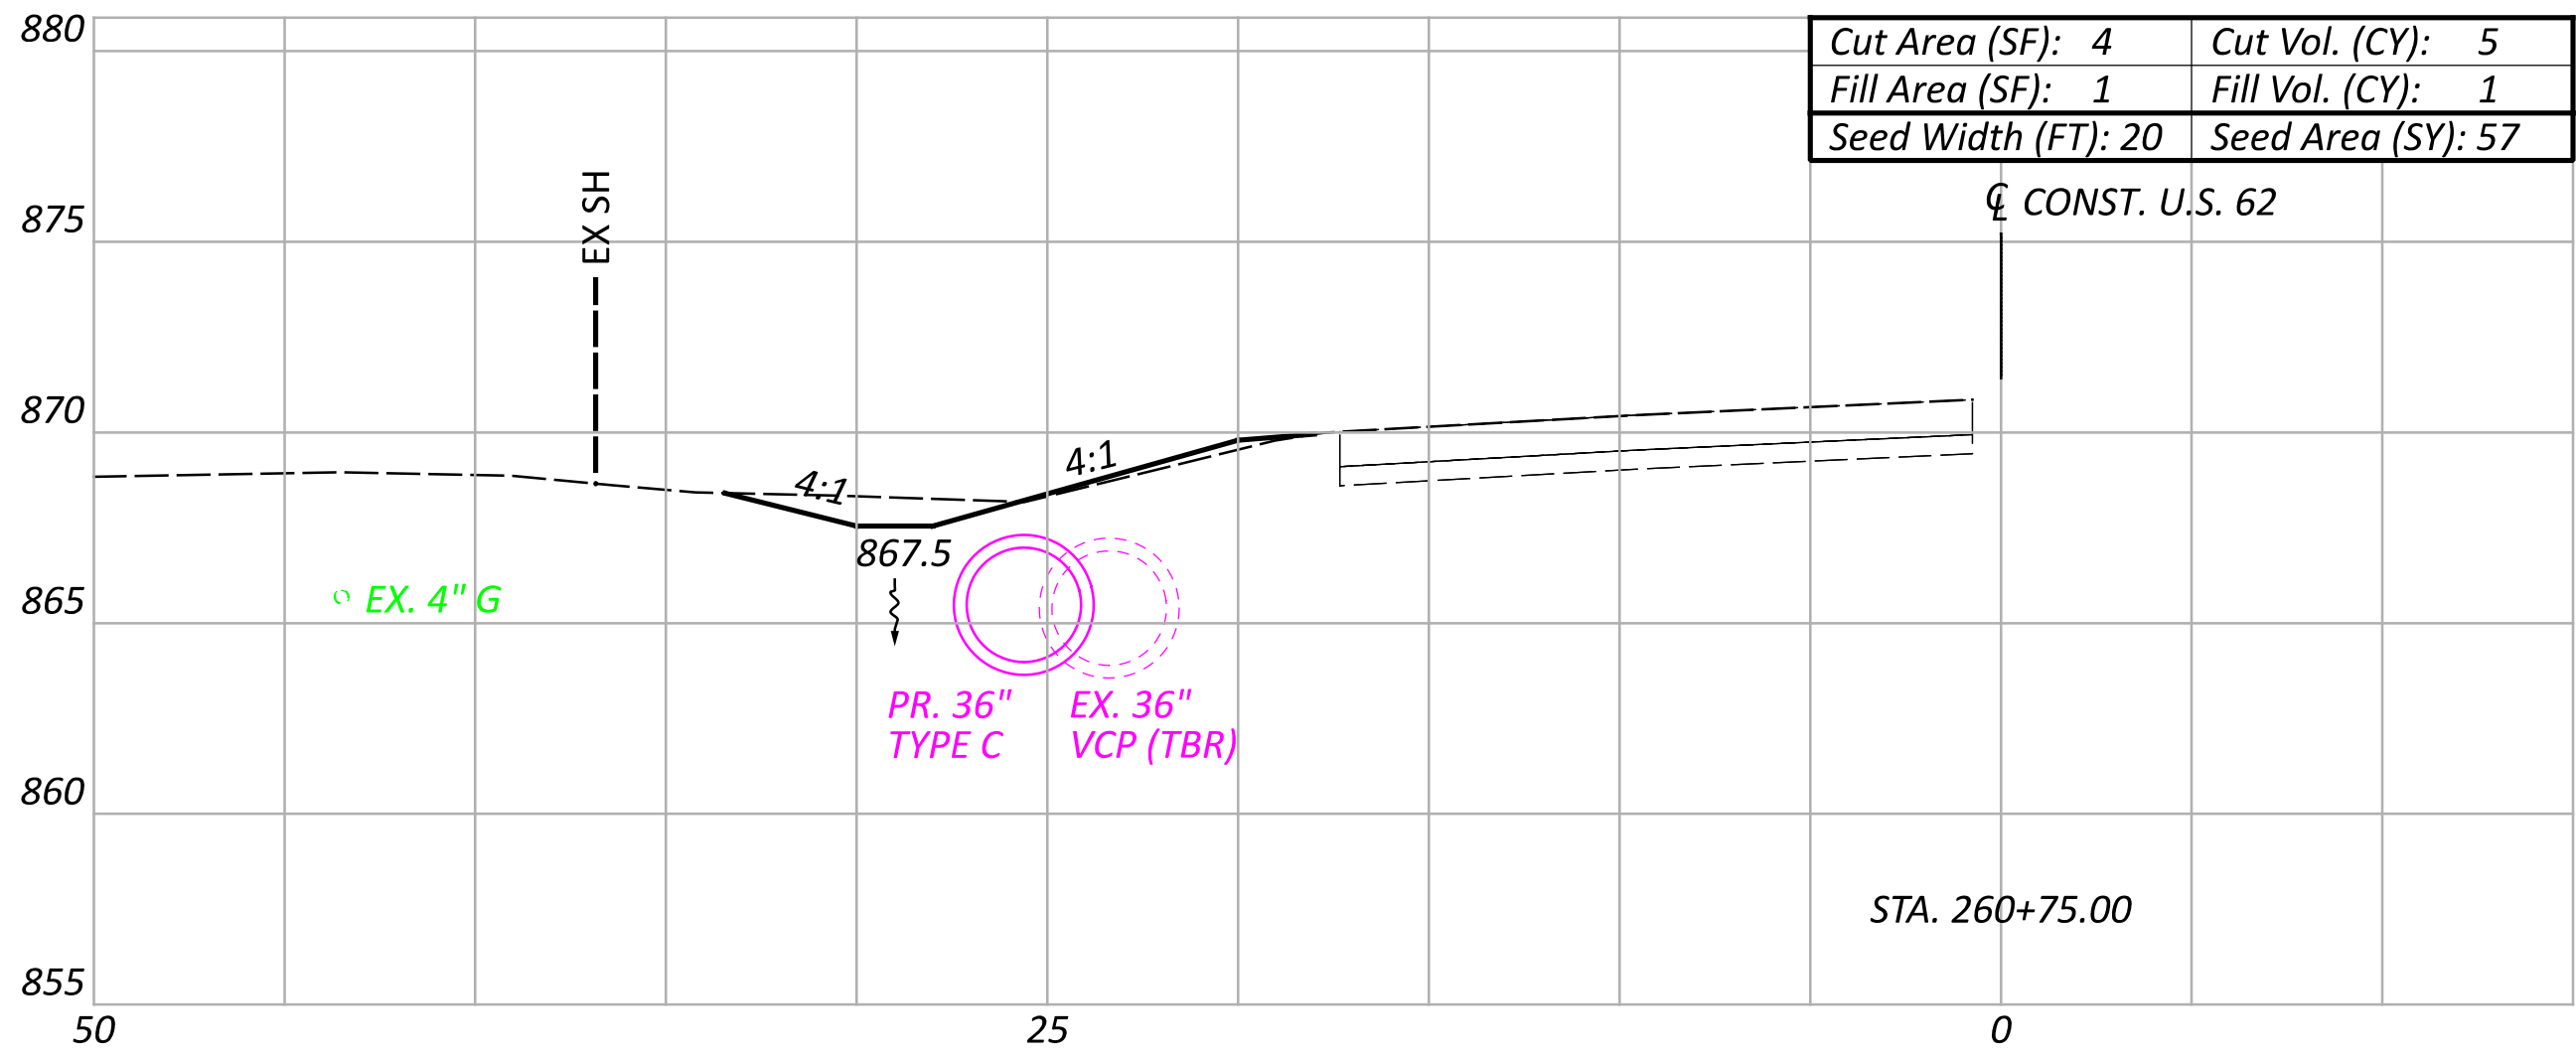 880
Cut Area (SF): 4 Cut Vol. (CY): 5
Fill Area (SF): 1 Fill Vol. (CY): 1
Seed Width (FT): 20 Seed Area (SY): 57
EX SH
875
℄ CONST. U.S. 62
870
4:1
4:1
867.5
865
EX. 4" G
PR. 36"
TYPE C
EX. 36"
VCP (TBR)
860
STA. 260+75.00
855
50 25 0